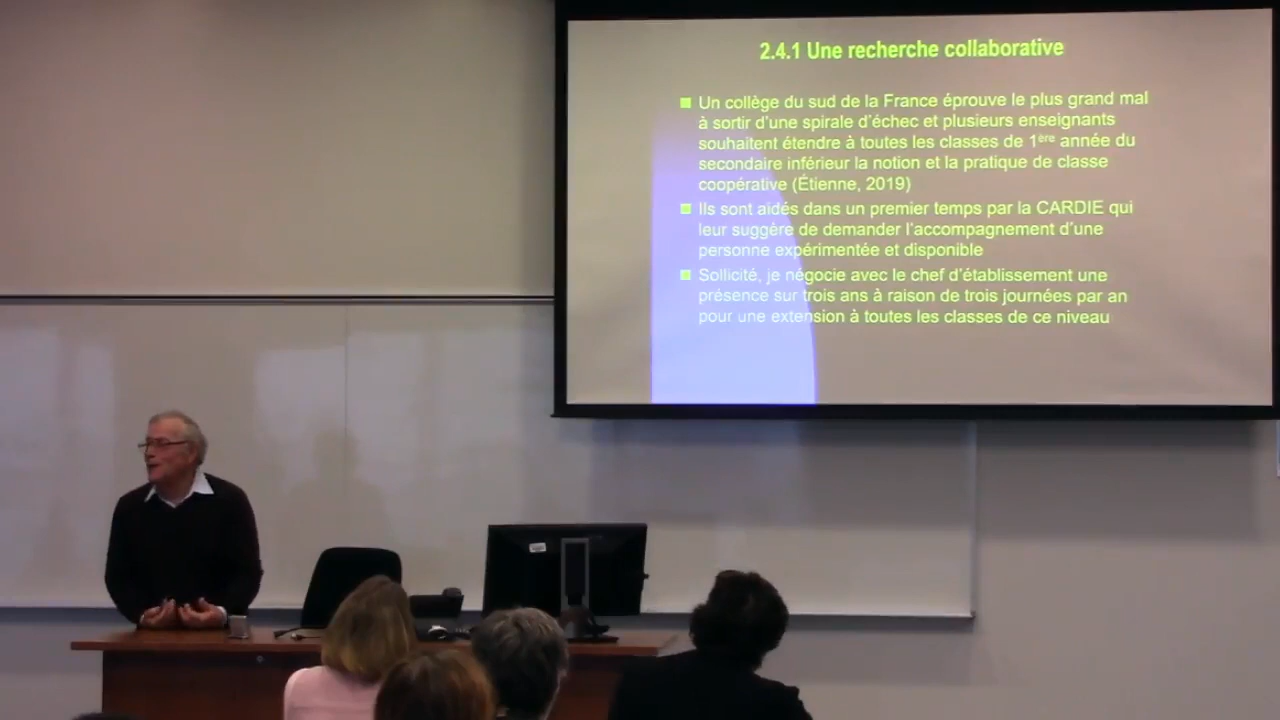 2.4.1 Une recherche collaborative
Un collège du sud de la France éprouve le plus grand mal
à sortir d'une spirale d'échec et plusieurs enseignants
souhaitent étendre à toutes les classes de 1ère année du
secondaire inférieur la notion et la pratique de classe
coopérative (Étienne, 2019)
Ils sont aidés dans un premier temps par la CARDIE qui
leur suggère de demander l'accompagnement d'une
personne expérimentée et disponible
Sollicité, je négocie avec le chef d'établissement une
présence sur trois ans à raison de trois journées par an
pour une extension à toutes les classes de ce niveau